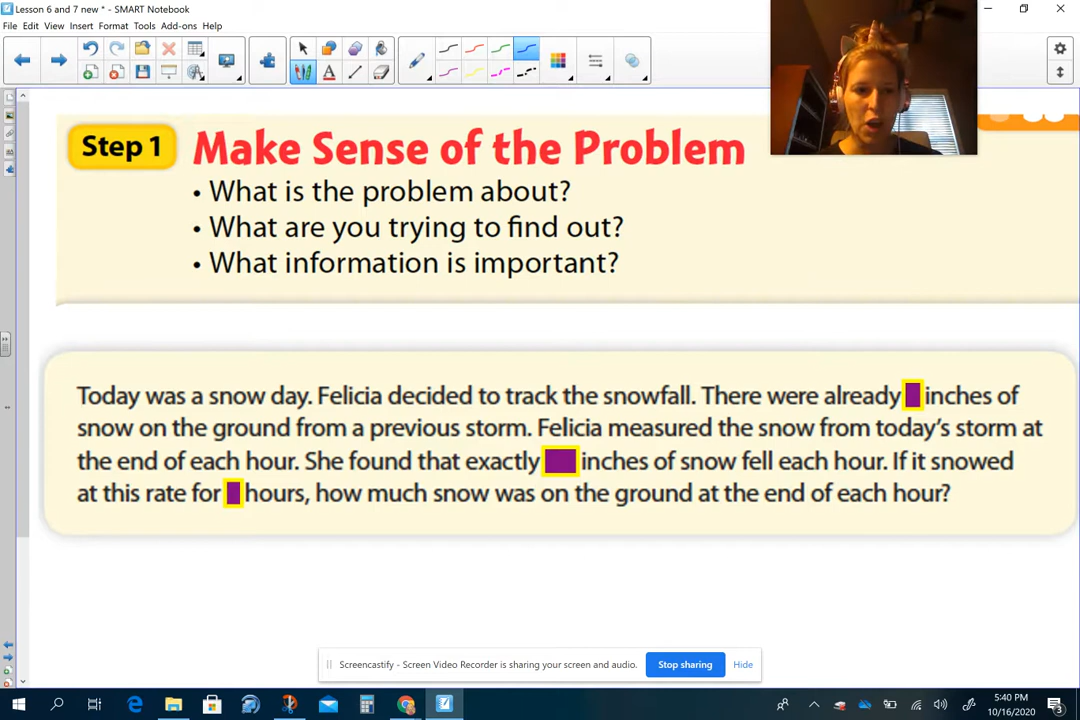 Lesson 6 and 7 new * - SMART Notebook
File Edit View Insert Format Tools Add-ons Help
Step 1 Make Sense of the Problem
• What is the problem about?
• What are you trying to find out?
• What information is important?
Today was a snow day. Felicia decided to track the snowfall. There were already inches of
snow on the ground from a previous storm. Felicia measured the snow from today's storm at
the end of each hour. She found that exactly inches of snow fell each hour. If it snowed
at this rate for hours, how much snow was on the ground at the end of each hour?
Screencastify - Screen Video Recorder is sharing your screen and audio. Stop sharing Hide
5:40 PM
10/16/2020
3